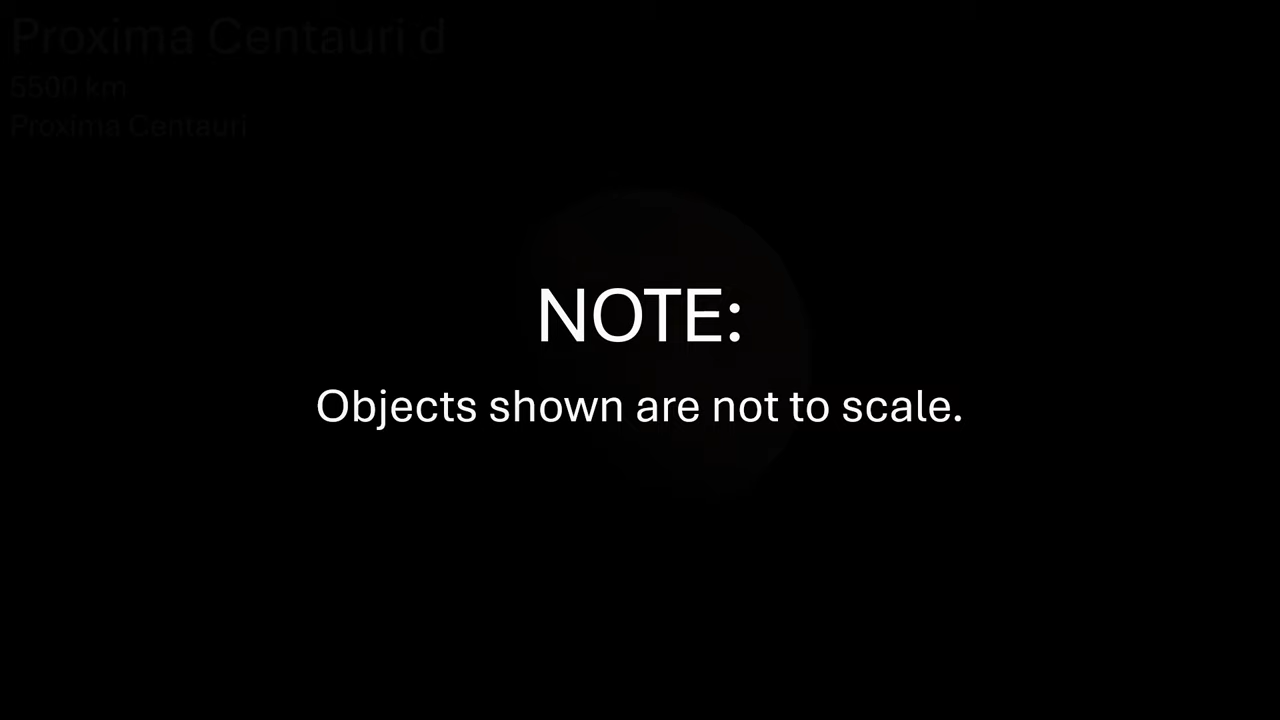 Proxima Centauri d
5500 km
Proxima Centauri
NOTE:
Objects shown are not to scale.